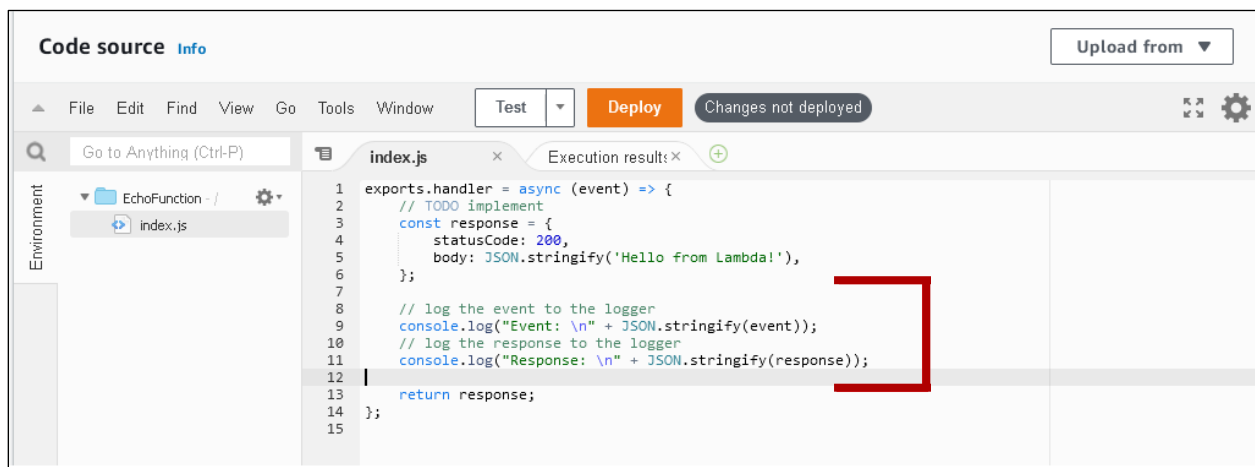 Code source Info
Upload from ▼
File Edit Find View Go Tools Window Test Deploy Changes not deployed
Go to Anything (Ctrl-P)
index.js × Execution results ×
Environment
EchoFunction - /
index.js
1 exports.handler = async (event) => {
2     // TODO implement
3     const response = {
4         statusCode: 200,
5         body: JSON.stringify('Hello from Lambda!'),
6     };
7
8     // log the event to the logger
9     console.log("Event: \n" + JSON.stringify(event));
10     // log the response to the logger
11     console.log("Response: \n" + JSON.stringify(response));
12
13     return response;
14 };
15